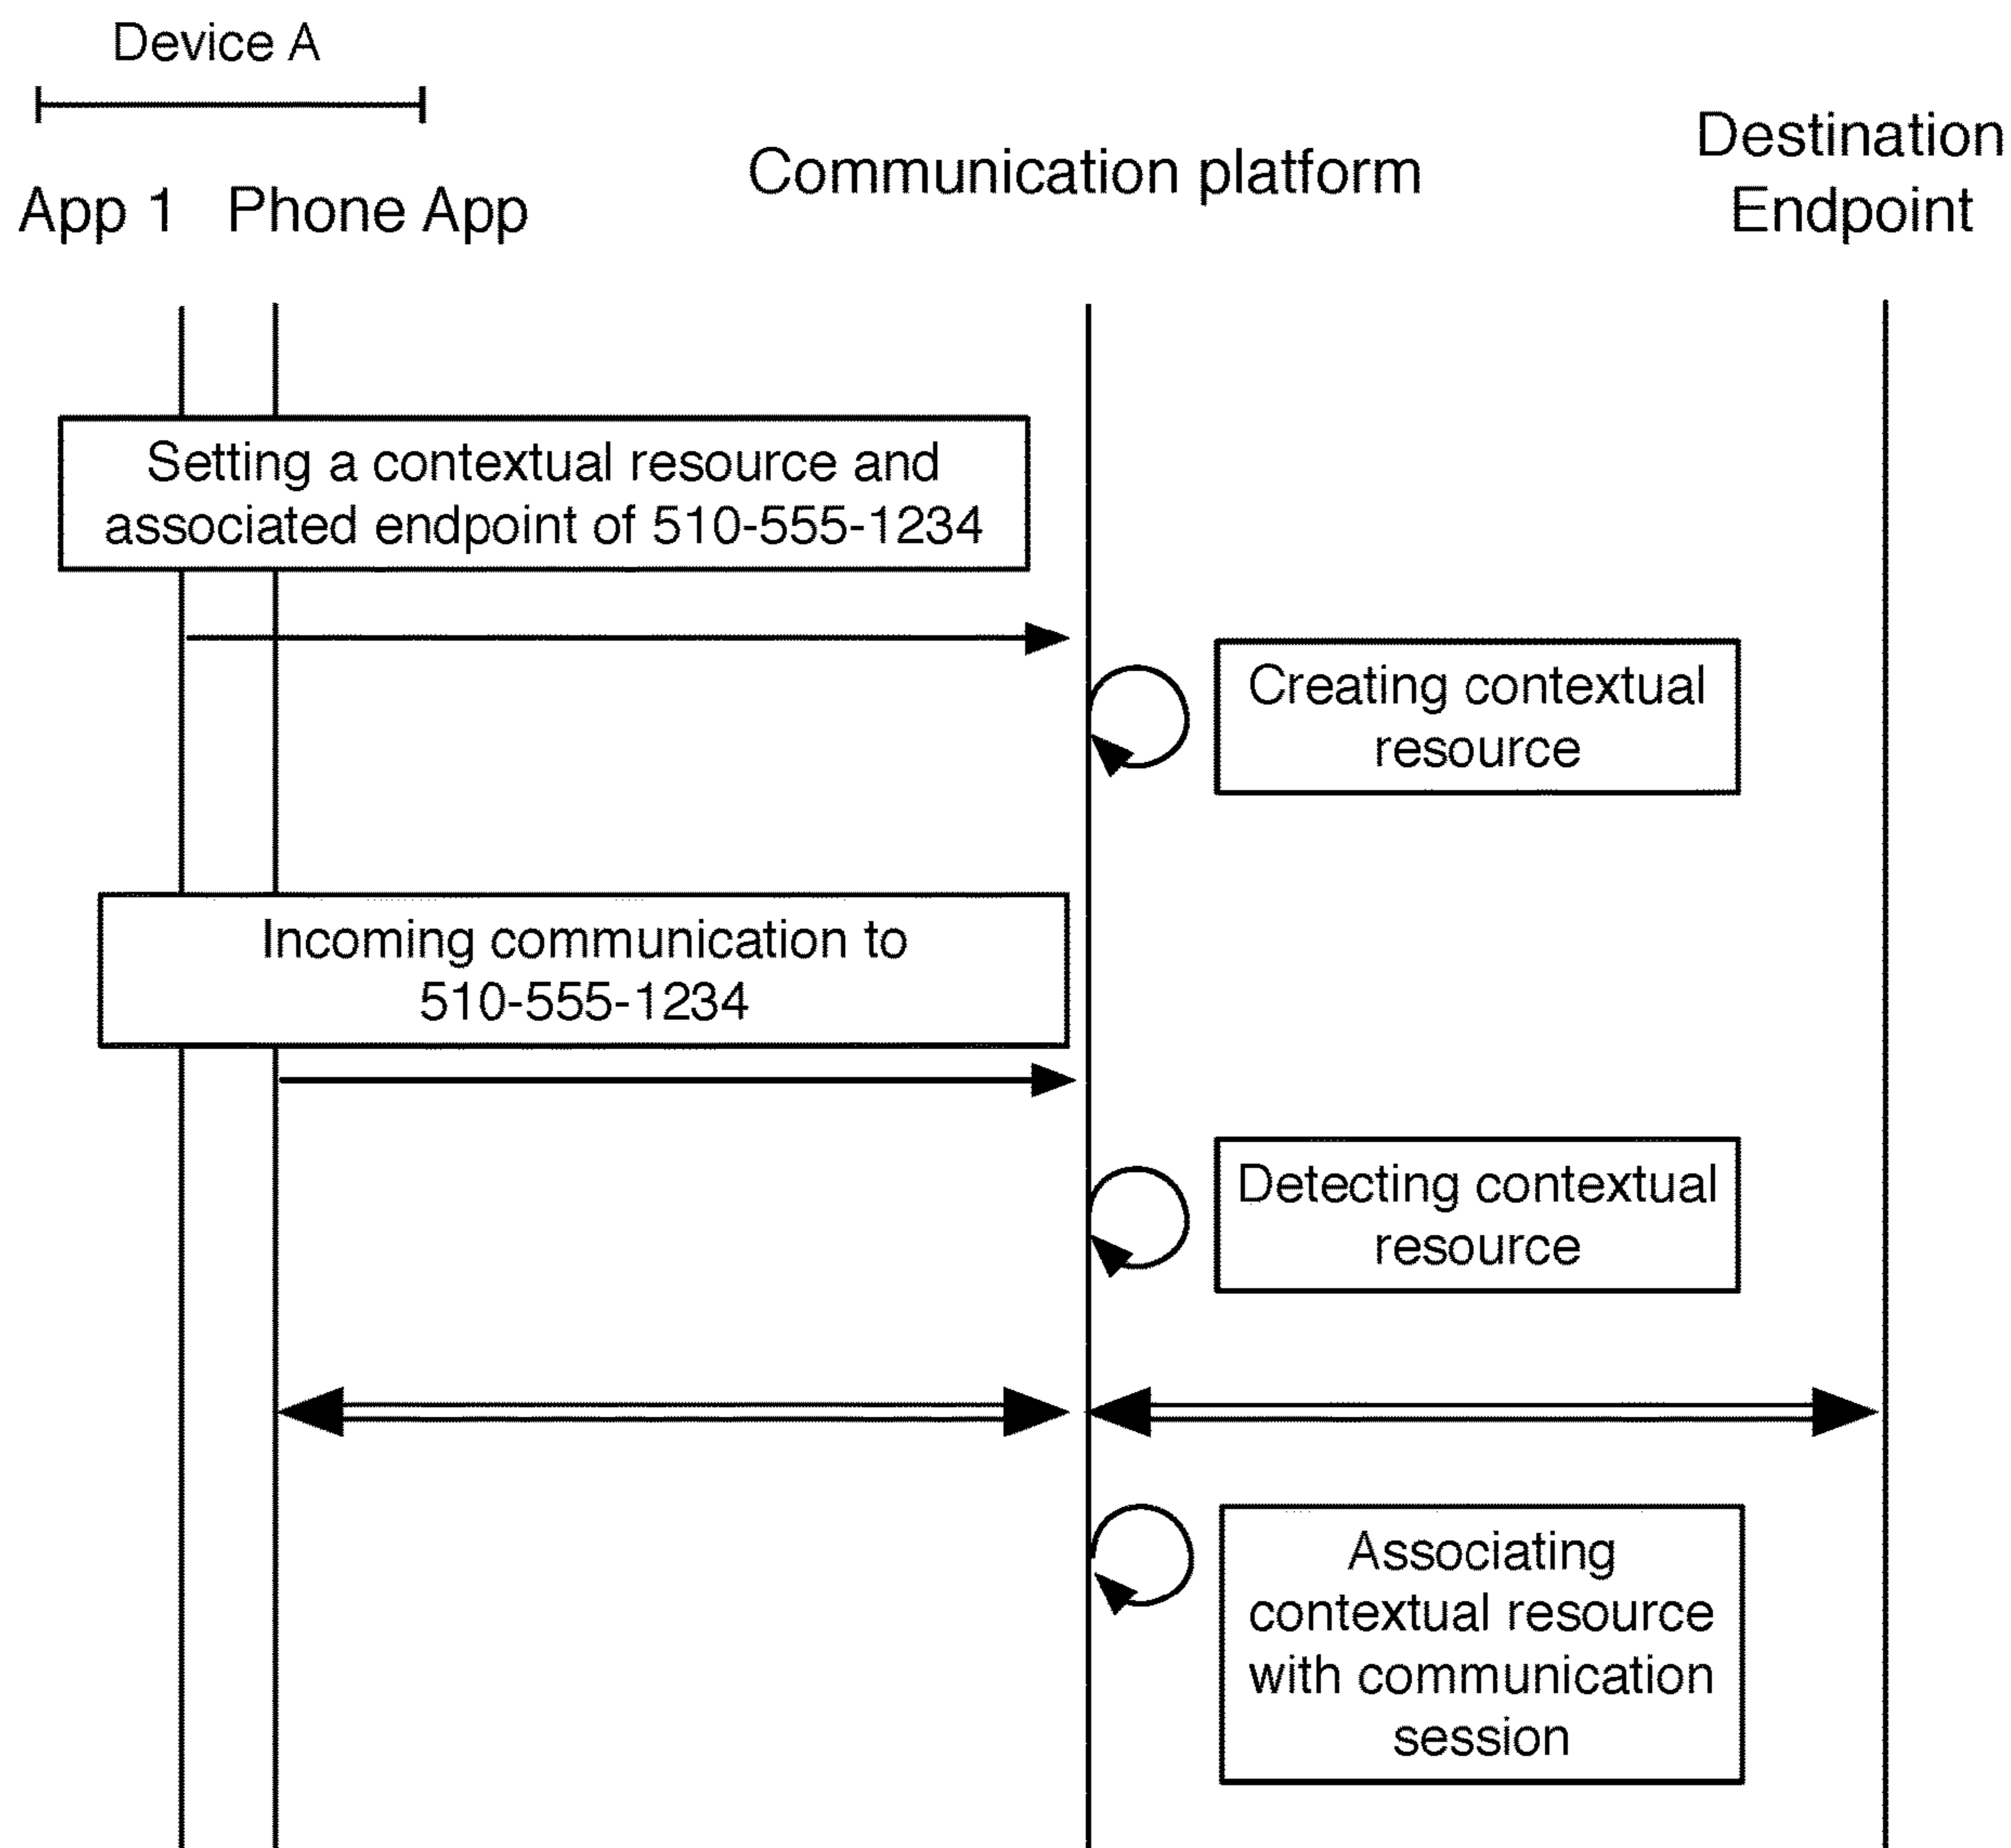 Device A
App 1
Phone App
Communication platform
Destination
Endpoint
Setting a contextual resource and
associated endpoint of 510-555-1234
Creating contextual
resource
Incoming communication to
510-555-1234
Detecting contextual
resource
Associating
contextual resource
with communication
session